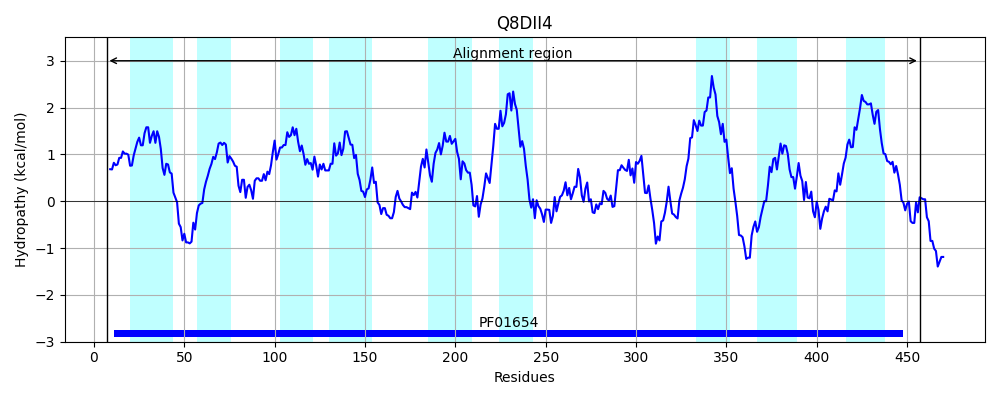 Q8DII4
Hydropathy (kcal/mol)
3
2
1
0
−1
−2
−3
Alignment region
PF01654
0 50 100 150 200 250 300 350 400 450
Residues